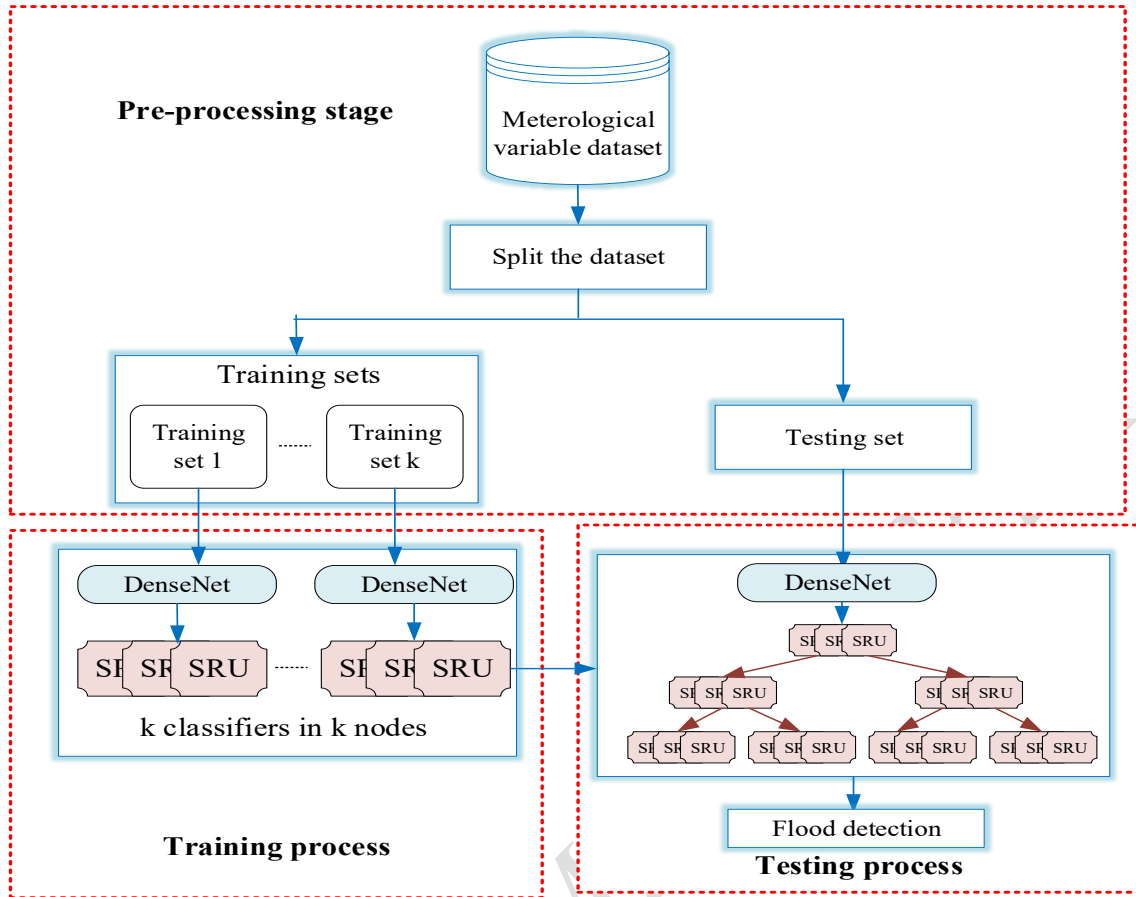 Pre-processing stage
Meterological
variable dataset
Split the dataset
Training sets
Training
set 1
Training
set k
Testing set
DenseNet
DenseNet
SRU
SRU
k classifiers in k nodes
Training process
DenseNet
SRU
SRU
SRU
SRU
SRU
SRU
SRU
Flood detection
Testing process